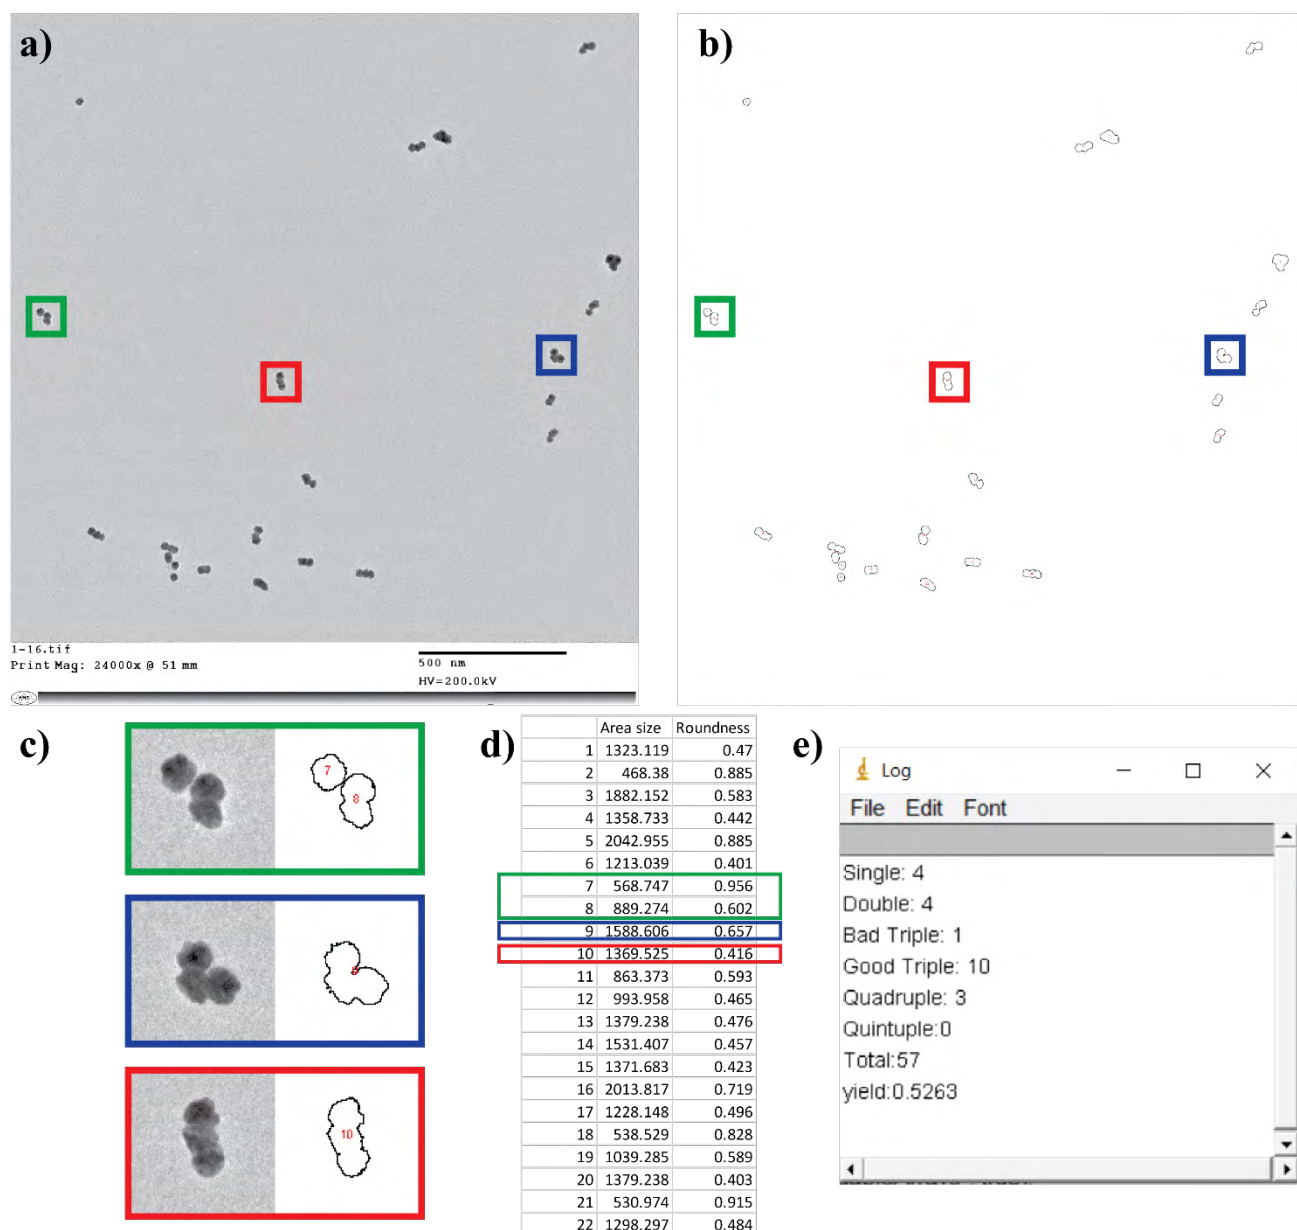 a)
b)
1-16.tif
Print Mag: 24000x @ 51 mm
500 nm
HV=200.0kV
c)
7
8
9
10
d)
Area size Roundness
1 1323.119 0.47
2 468.38 0.885
3 1882.152 0.583
4 1358.733 0.442
5 2042.955 0.885
6 1213.039 0.401
7 568.747 0.956
8 889.274 0.602
9 1588.606 0.657
10 1369.525 0.416
11 863.373 0.593
12 993.958 0.465
13 1379.238 0.476
14 1531.407 0.457
15 1371.683 0.423
16 2013.817 0.719
17 1228.148 0.496
18 538.529 0.828
19 1039.285 0.589
20 1379.238 0.403
21 530.974 0.915
22 1298.297 0.484
e)
Log
File Edit Font
Single: 4
Double: 4
Bad Triple: 1
Good Triple: 10
Quadruple: 3
Quintuple:0
Total:57
yield:0.5263